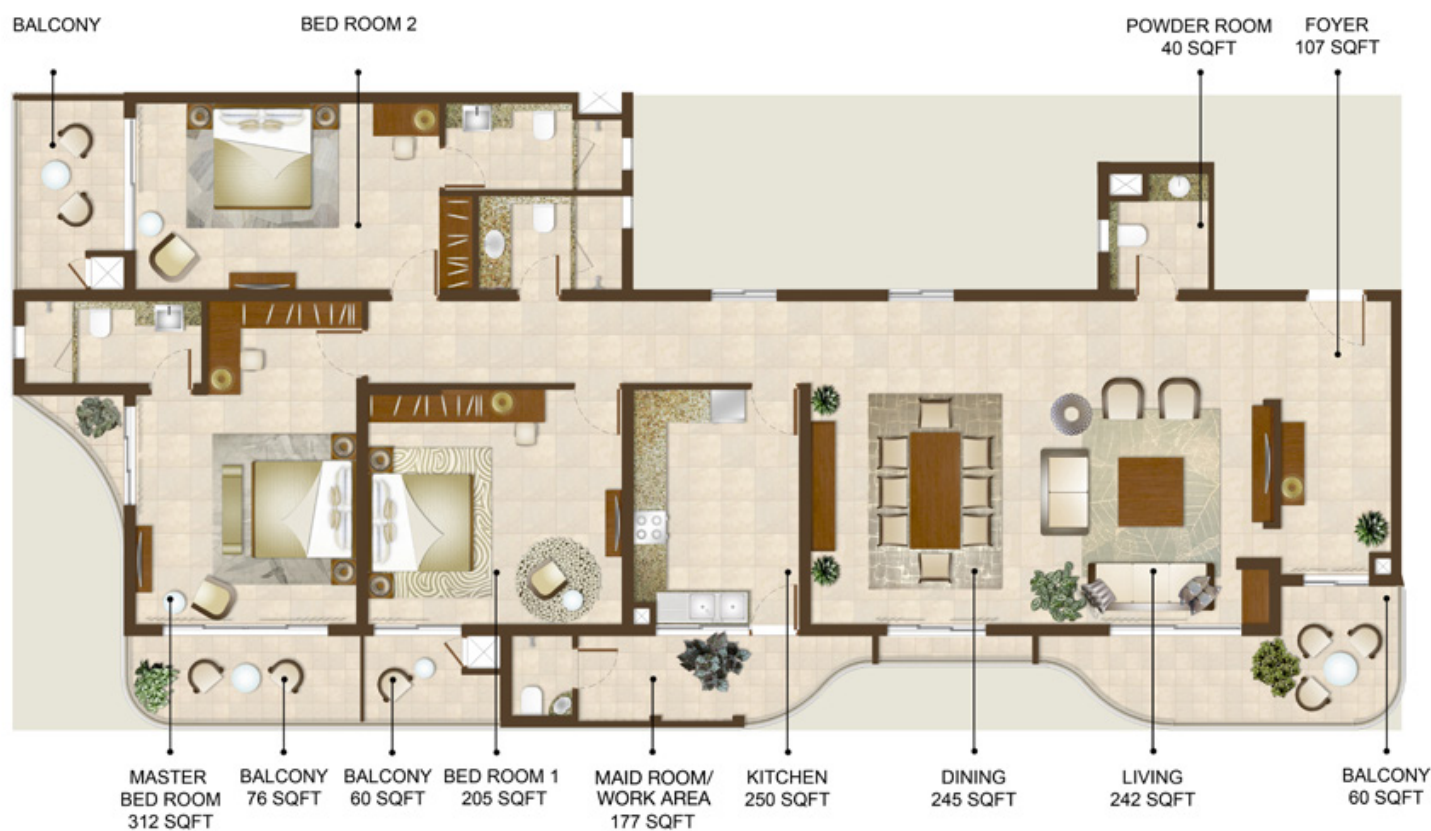 BALCONY
BED ROOM 2
POWDER ROOM
40 SQFT
FOYER
107 SQFT
MASTER
BED ROOM
312 SQFT
BALCONY
76 SQFT
BALCONY
60 SQFT
BED ROOM 1
205 SQFT
MAID ROOM/
WORK AREA
177 SQFT
KITCHEN
250 SQFT
DINING
245 SQFT
LIVING
242 SQFT
BALCONY
60 SQFT